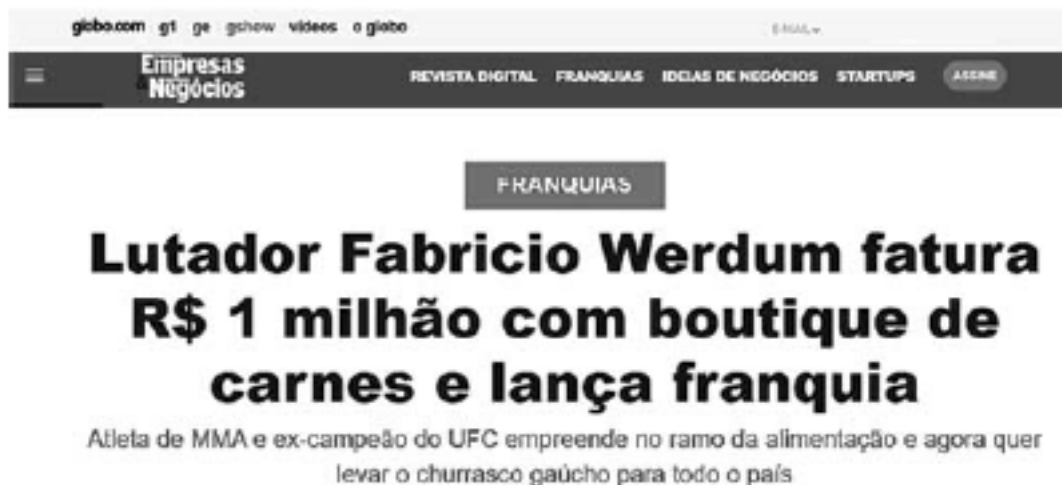 globo.com g1 ge gshow vídeos o globo E-MAIL
Empresas
& Negócios
REVISTA DIGITAL FRANQUIAS IDEIAS DE NEGÓCIOS STARTUPS ASSINE
FRANQUIAS
Lutador Fabricio Werdum fatura
R$ 1 milhão com boutique de
carnes e lança franquia
Atleta de MMA e ex-campeão do UFC empreende no ramo da alimentação e agora quer
levar o churrasco gaúcho para todo o país